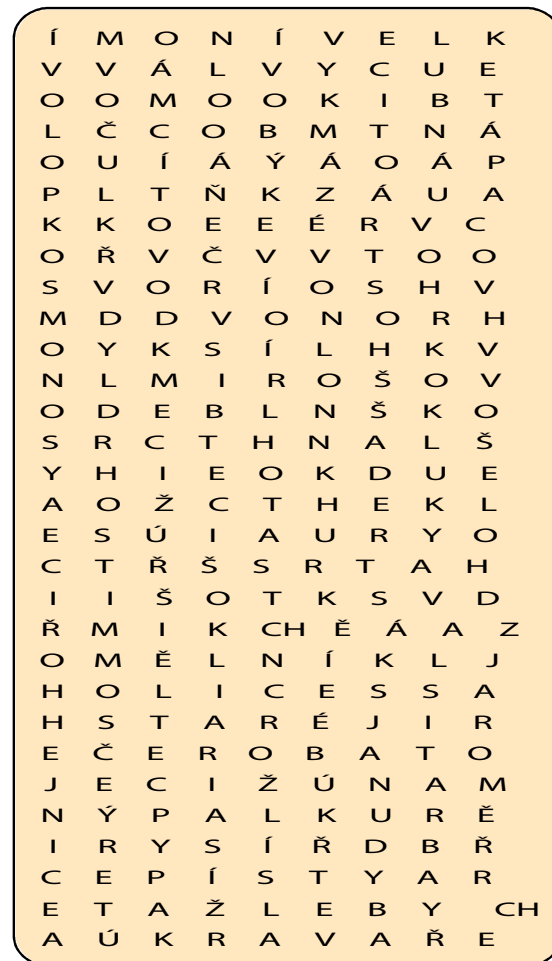 Í M O N Í V E L K
V V Á L V Y C U E
O O M O O K I B T
L Č C O B M T N Á
O U Í Á Ý Á O Á P
P L T Ň K Z Á U A
K K O E E É R V C
O Ř V Č V V T O O
S V O R Í O S H V
M D D V O N O R H
O Y K S Í L H K V
N L M I R O Š O V
O D E B L N Š K O
S R C T H N A L Š
Y H I E O K D U E
A O Ž C T H E K L
E S Ú I A U R Y O
C T Ř Š S R T A H
I I Š O T K S V D
Ř M I K CH Ě Á A Z
O M Ě L N Í K L J
H O L I C E S S A
H S T A R É J I R
E Č E R O B A T O
J E C I Ž Ú N A M
N Ý P A L K U R Ě
I R Y S Í Ř D B Ř
C E P Í S T Y A R
E T A Ž L E B Y CH
A Ú K R A V A Ř E